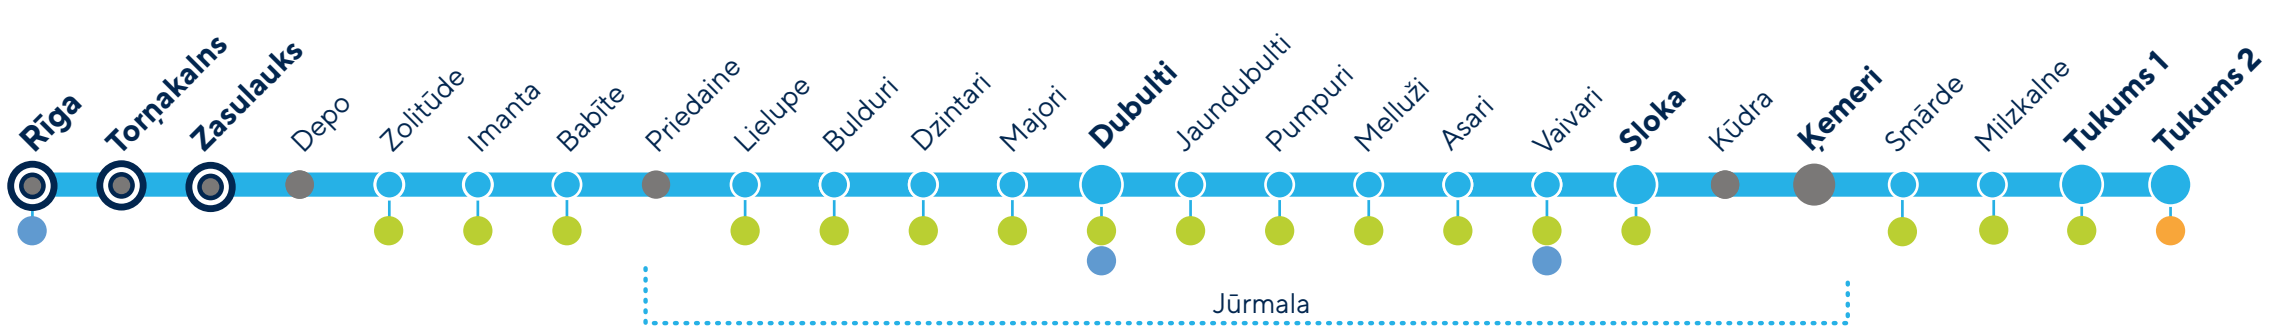 Rīga
Torņakalns
Zasulauks
Depo
Zolitūde
Imanta
Babīte
Priedaine
Lielupe
Bulduri
Dzintari
Majori
Dubulti
Jaundubulti
Pumpuri
Melluži
Asari
Vaivari
Sloka
Kūdra
Ķemeri
Smārde
Milzkalne
Tukums 1
Tukums 2
Jūrmala